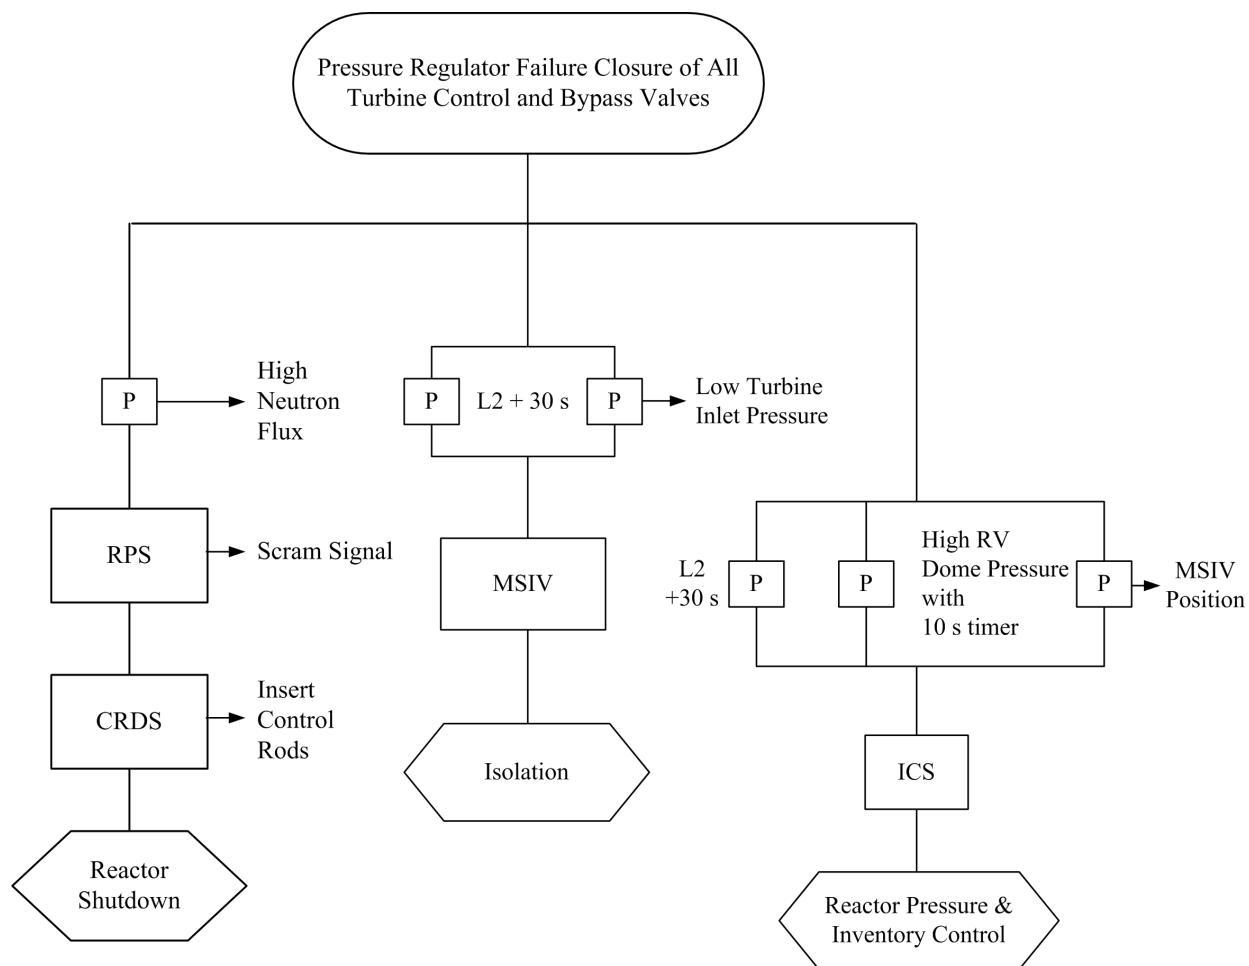 Pressure Regulator Failure Closure of All
Turbine Control and Bypass Valves
P
High
Neutron
Flux
RPS
Scram Signal
CRDS
Insert
Control
Rods
Reactor
Shutdown
P
L2 + 30 s
P
Low Turbine
Inlet Pressure
MSIV
Isolation
L2
+30 s
P
P
High RV
Dome Pressure
with
10 s timer
P
MSIV
Position
ICS
Reactor Pressure &
Inventory Control